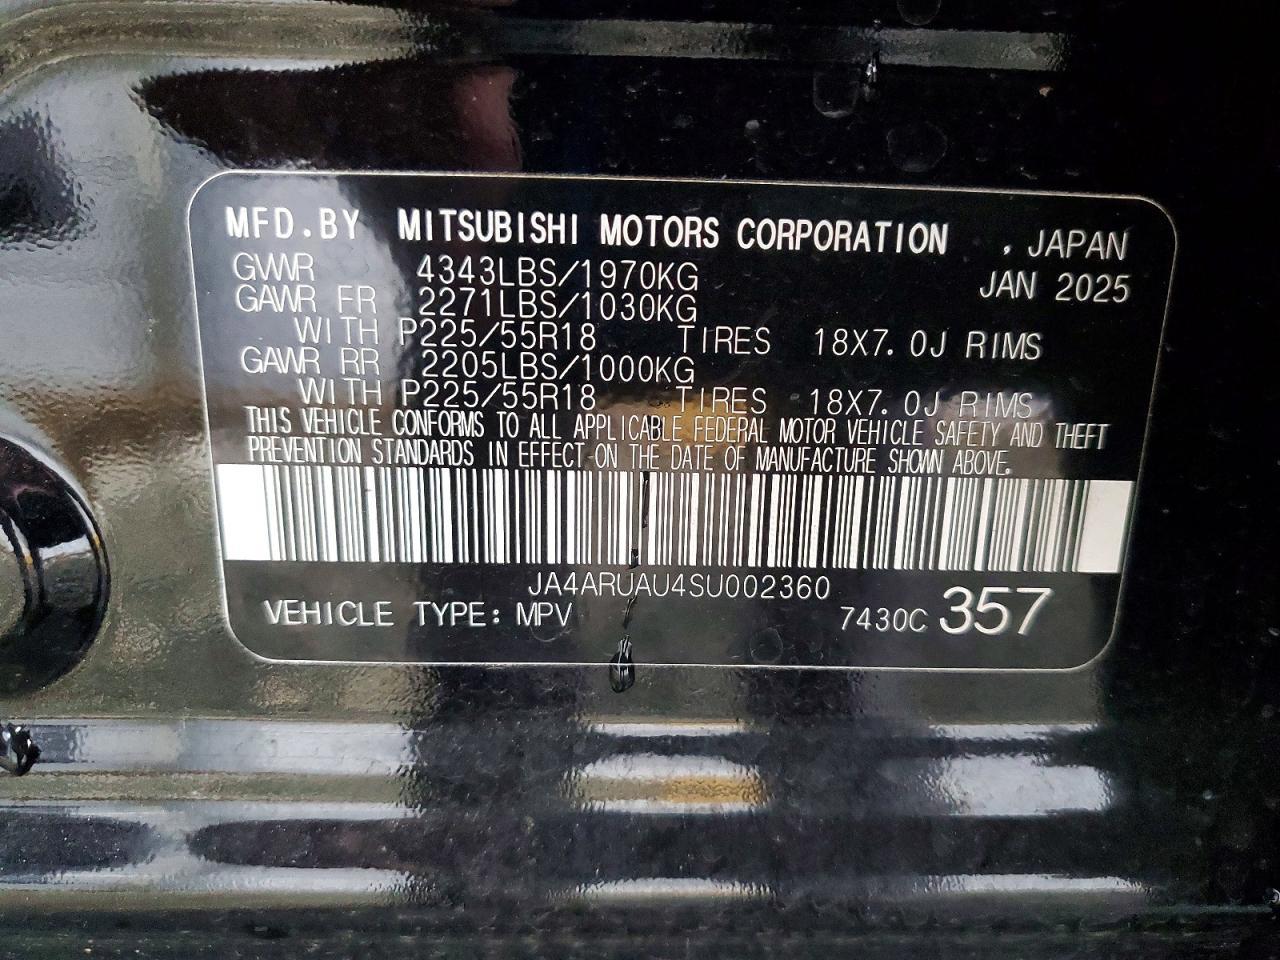 MFD.BY MITSUBISHI MOTORS CORPORATION , JAPAN
GVWR 4343LBS/1970KG JAN 2025
GAWR FR 2271LBS/1030KG
WITH P225/55R18 TIRES 18X7.0J RIMS
GAWR RR 2205LBS/1000KG
WITH P225/55R18 TIRES 18X7.0J RIMS
THIS VEHICLE CONFORMS TO ALL APPLICABLE FEDERAL MOTOR VEHICLE SAFETY AND THEFT
PREVENTION STANDARDS IN EFFECT ON THE DATE OF MANUFACTURE SHOWN ABOVE.
JA4ARUAU4SU002360
VEHICLE TYPE: MPV 7430C 357